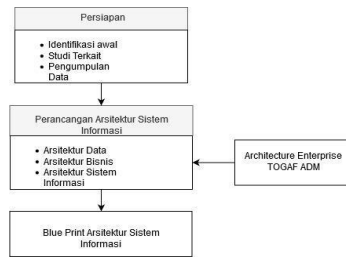 Persiapan
• Identifikasi awal
• Studi Terkait
• Pengumpulan
Data
Perancangan Arsitektur Sistem
Informasi
• Arsitektur Data
• Arsitektur Bisnis
• Arsitektur Sistem
Informasi
Architecture Enterprise
TOGAF ADM
Blue Print Arsitektur Sistem
Informasi